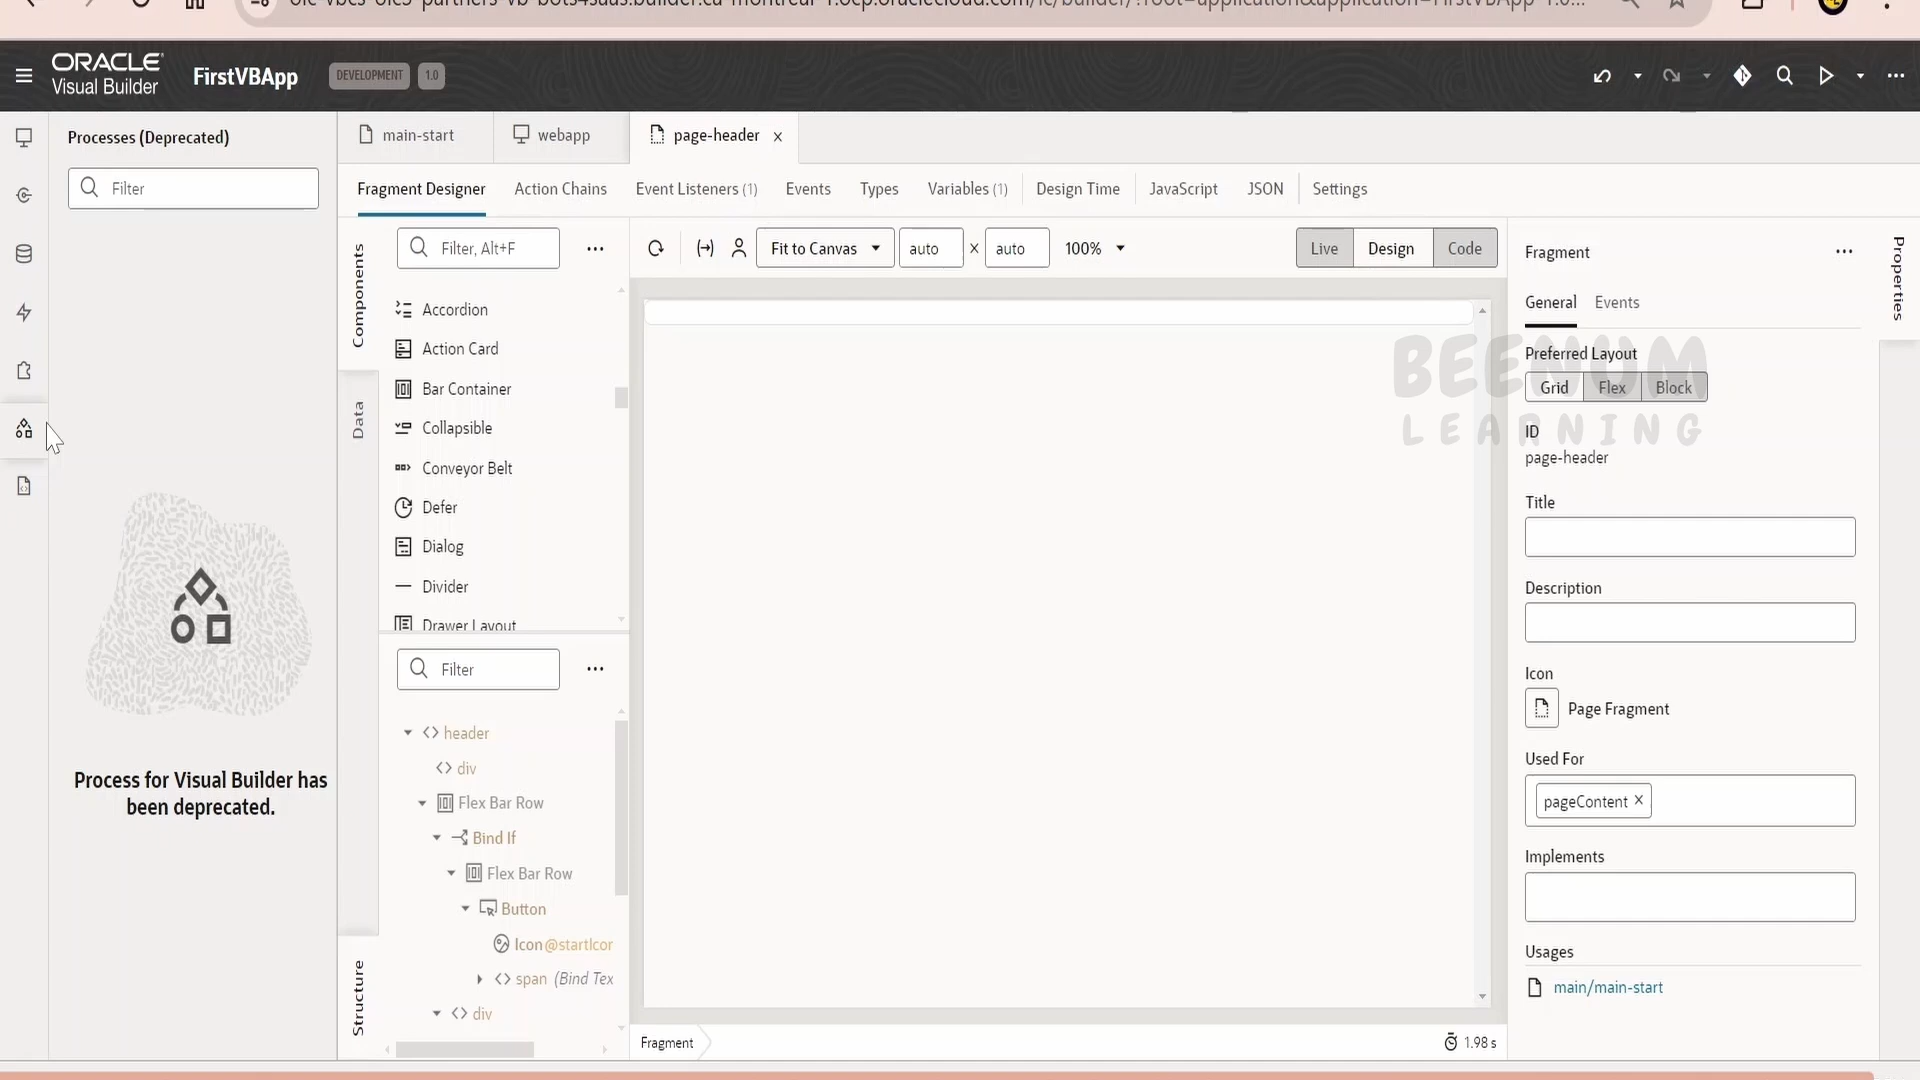 ORACLE
Visual Builder
FirstVBApp
DEVELOPMENT
1.0
Processes (Deprecated)
Filter
Process for Visual Builder has
been deprecated.
main-start
webapp
page-header
Fragment Designer
Action Chains
Event Listeners (1)
Events
Types
Variables (1)
Design Time
JavaScript
JSON
Settings
Components
Data
Structure
Filter, Alt+F
Accordion
Action Card
Bar Container
Collapsible
Conveyor Belt
Defer
Dialog
Divider
Drawer Layout
Filter
header
div
Flex Bar Row
Bind If
Flex Bar Row
Button
Icon @startIcor
span (Bind Tex
div
Fit to Canvas
auto
x
auto
100%
Live
Design
Code
Fragment
1.98 s
Fragment
General
Events
Preferred Layout
Grid
Flex
Block
ID
page-header
Title
Description
Icon
Page Fragment
Used For
pageContent
Implements
Usages
main/main-start
Properties
BEENUM
LEARNING